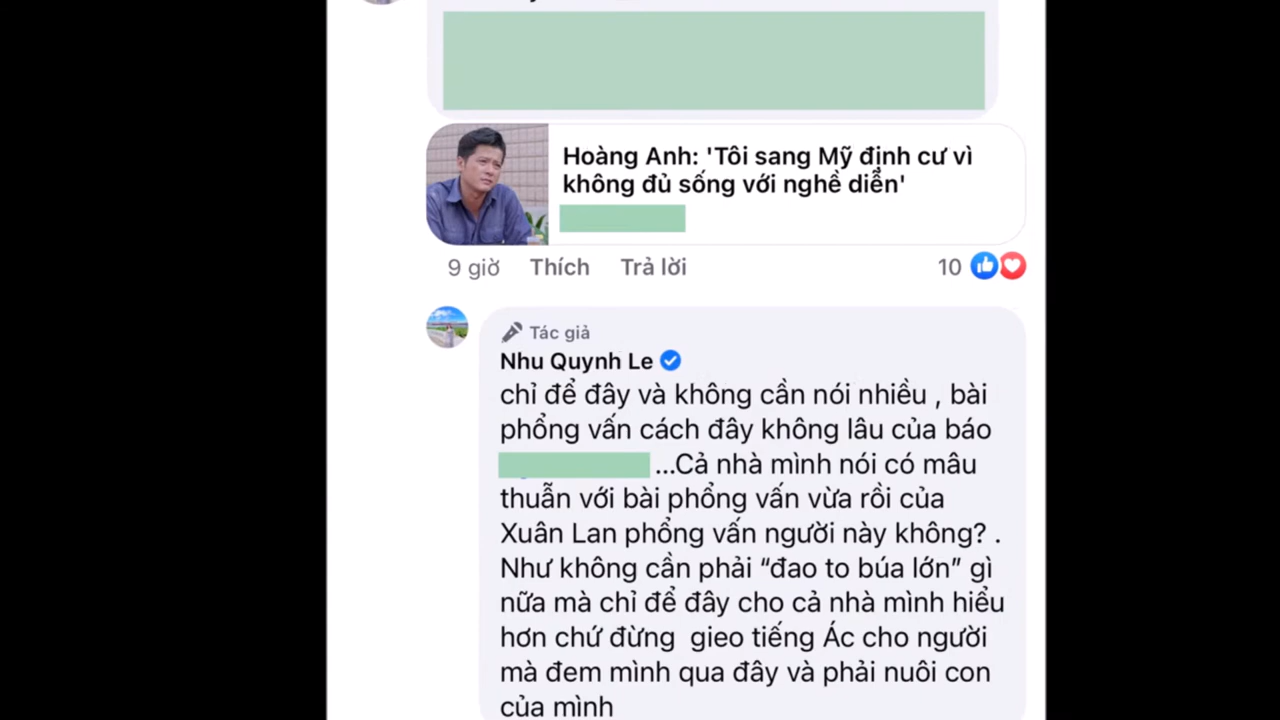 Hoàng Anh: 'Tôi sang Mỹ định cư vì
không đủ sống với nghề diễn'
9 giờ Thích Trả lời 10
Tác giả
Nhu Quynh Le
chỉ để đây và không cần nói nhiều , bài
phổng vấn cách đây không lâu của báo
...Cả nhà mình nói có mâu
thuẫn với bài phổng vấn vừa rồi của
Xuân Lan phổng vấn người này không? .
Như không cần phải “đao to búa lớn” gì
nữa mà chỉ để đây cho cả nhà mình hiểu
hơn chứ đừng gieo tiếng Ác cho người
mà đem mình qua đây và phải nuôi con
của mình